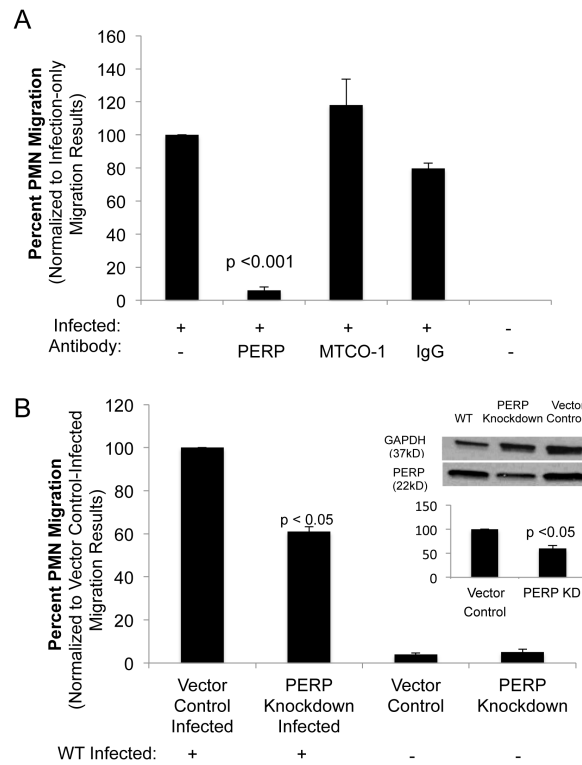 A
Percent PMN Migration
(Normalized to Infection-only
Migration Results)
140
120
100
80
60
40
20
0
p <0.001
Infected: + + + + -
Antibody: - PERP MTCO-1 IgG -
B
Percent PMN Migration
(Normalized to Vector Control-Infected
Migration Results)
120
100
80
60
40
20
0
p < 0.05
WT PERP Knockdown Vector Control
GAPDH
(37kD)
PERP
(22kD)
150
100
50
0
p <0.05
Vector Control PERP KD
Vector Control Infected
PERP Knockdown Infected
Vector Control
PERP Knockdown
WT Infected: + + - -